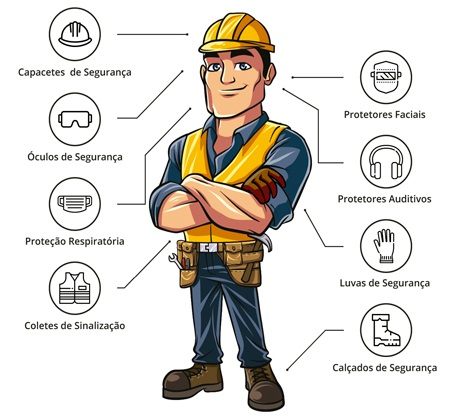 Capacetes de Segurança
Óculos de Segurança
Proteção Respiratória
Coletes de Sinalização
Protetores Faciais
Protetores Auditivos
Luvas de Segurança
Calçados de Segurança